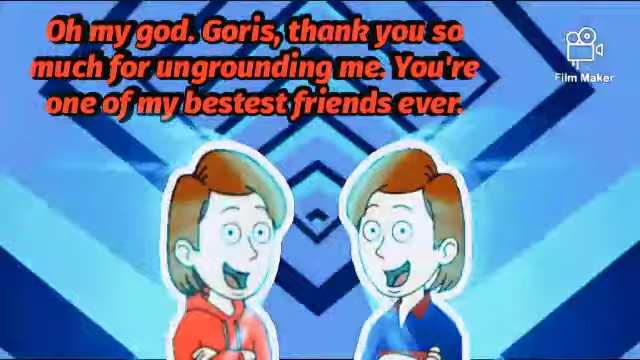 Oh my god. Goris, thank you so
much for ungrounding me. You're
one of my bestest friends ever.
Film Maker